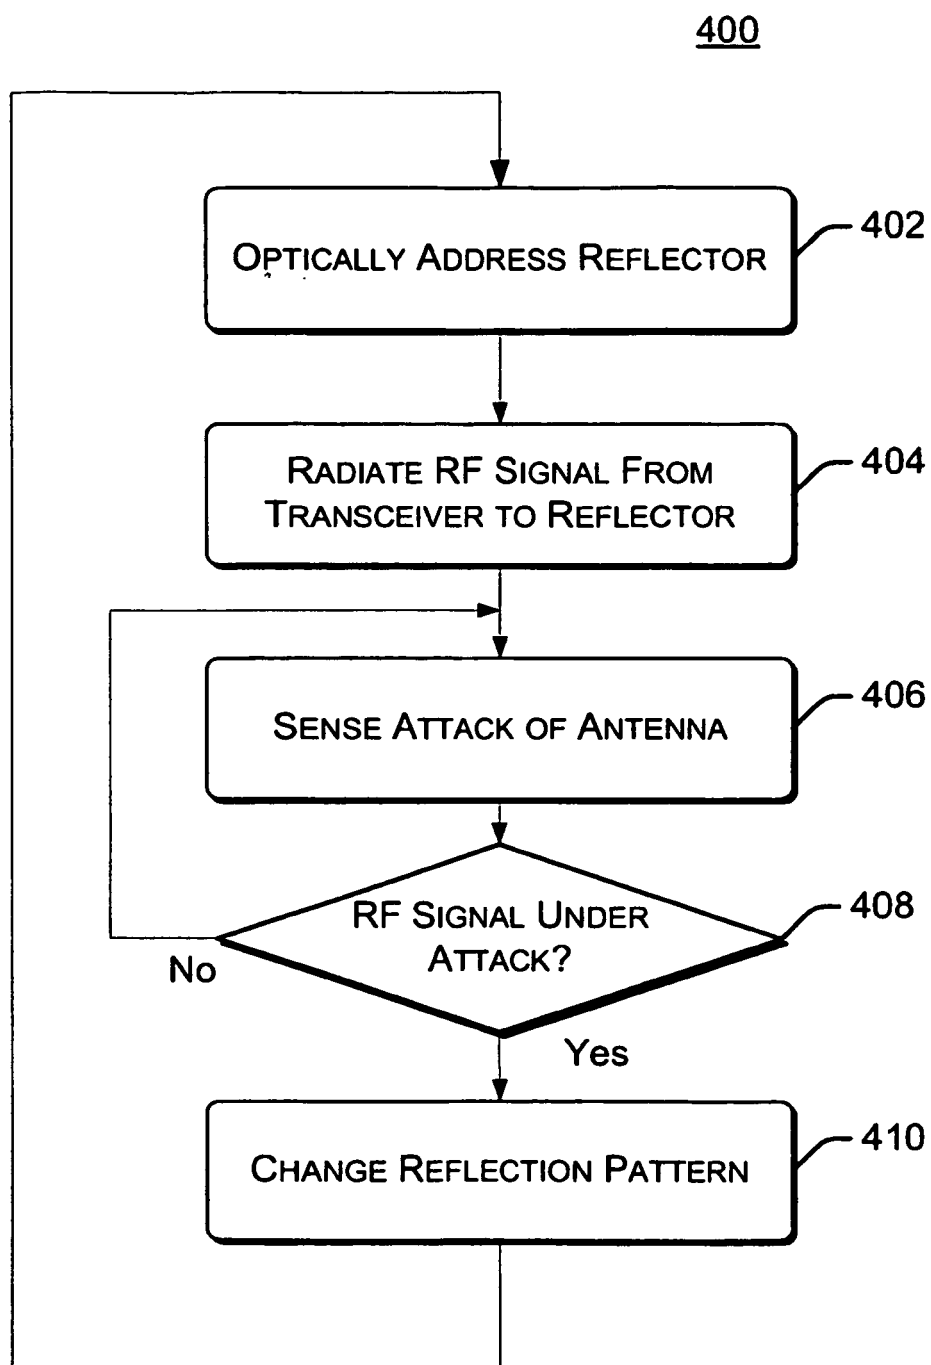 400
OPTICALLY ADDRESS REFLECTOR
402
RADIATE RF SIGNAL FROM
TRANSCEIVER TO REFLECTOR
404
SENSE ATTACK OF ANTENNA
406
RF SIGNAL UNDER
ATTACK?
408
No
Yes
CHANGE REFLECTION PATTERN
410